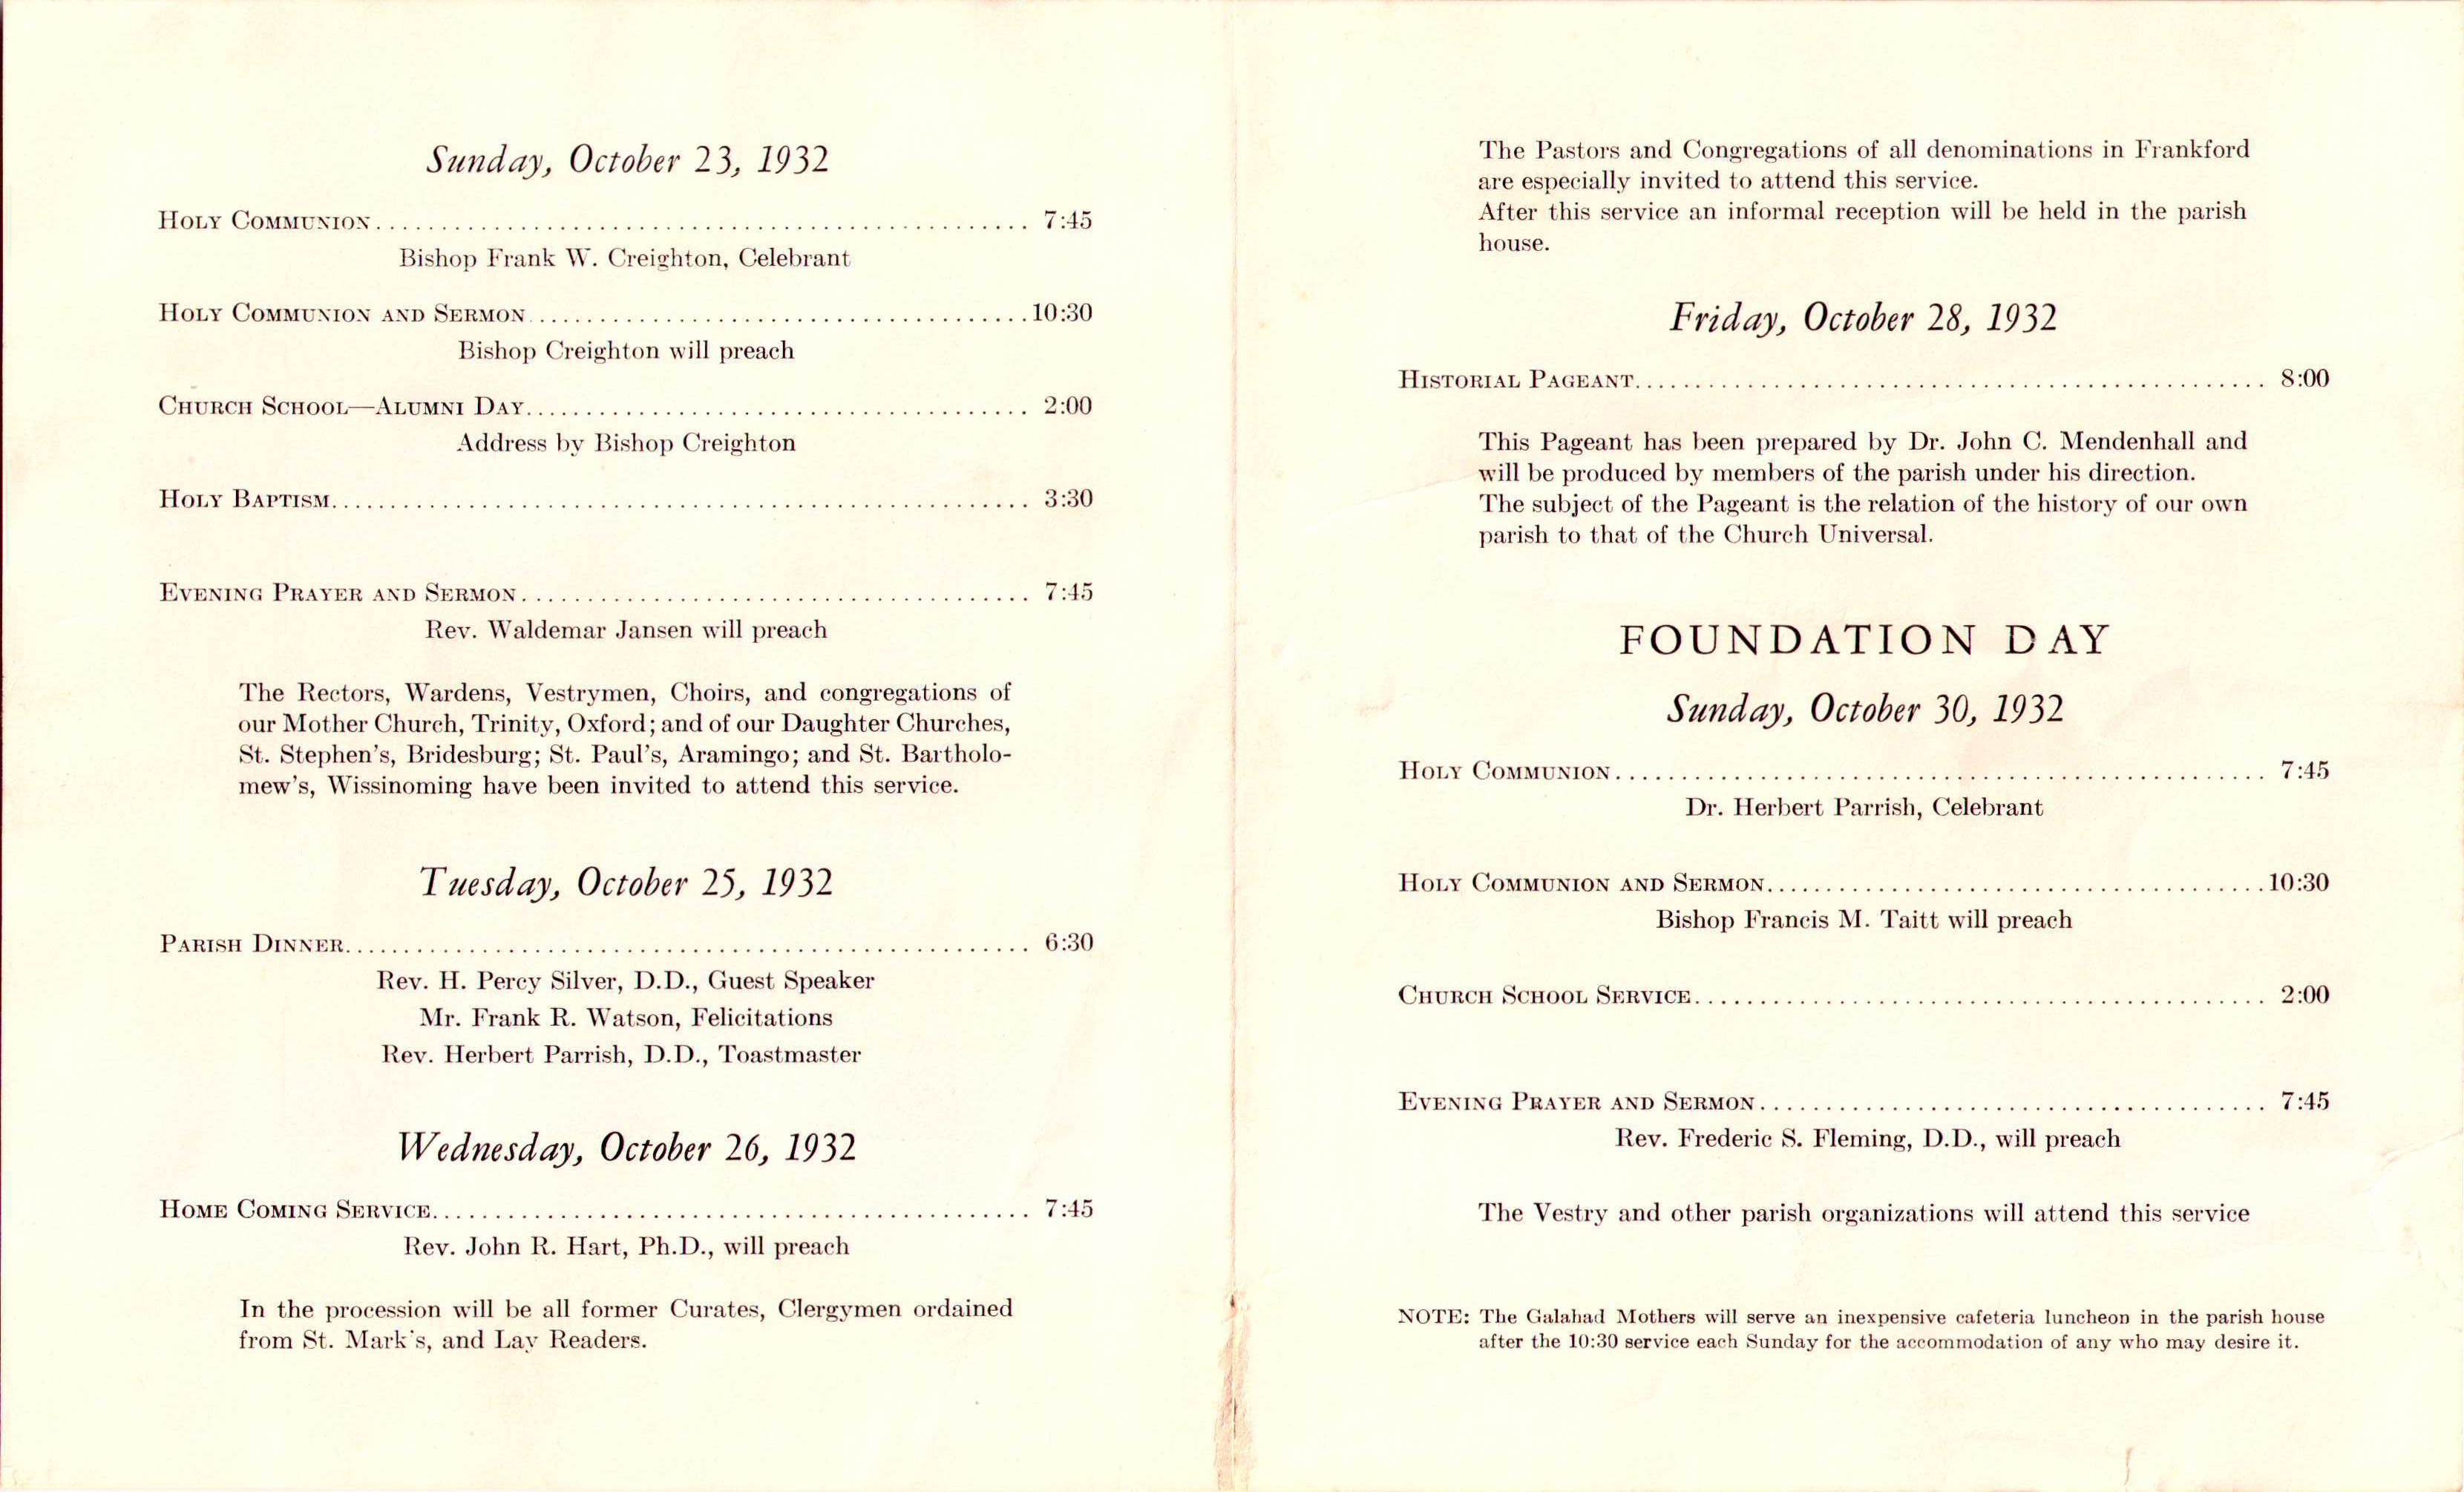 Sunday, October 23, 1932
HOLY COMMUNION.................................................. 7:45
Bishop Frank W. Creighton, Celebrant
HOLY COMMUNION AND SERMON......................................10:30
Bishop Creighton will preach
CHURCH SCHOOL—ALUMNI DAY...................................... 2:00
Address by Bishop Creighton
HOLY BAPTISM..................................................... 3:30
EVENING PRAYER AND SERMON....................................... 7:45
Rev. Waldemar Jansen will preach
The Rectors, Wardens, Vestrymen, Choirs, and congregations of
our Mother Church, Trinity, Oxford; and of our Daughter Churches,
St. Stephen's, Bridesburg; St. Paul's, Aramingo; and St. Bartholo-
mew's, Wissinoming have been invited to attend this service.
Tuesday, October 25, 1932
PARISH DINNER.................................................... 6:30
Rev. H. Percy Silver, D.D., Guest Speaker
Mr. Frank R. Watson, Felicitations
Rev. Herbert Parrish, D.D., Toastmaster
Wednesday, October 26, 1932
HOME COMING SERVICE.............................................. 7:45
Rev. John R. Hart, Ph.D., will preach
In the procession will be all former Curates, Clergymen ordained
from St. Mark's, and Lay Readers.
The Pastors and Congregations of all denominations in Frankford
are especially invited to attend this service.
After this service an informal reception will be held in the parish
house.
Friday, October 28, 1932
HISTORIAL PAGEANT................................................ 8:00
This Pageant has been prepared by Dr. John C. Mendenhall and
will be produced by members of the parish under his direction.
The subject of the Pageant is the relation of the history of our own
parish to that of the Church Universal.
FOUNDATION DAY
Sunday, October 30, 1932
HOLY COMMUNION.................................................. 7:45
Dr. Herbert Parrish, Celebrant
HOLY COMMUNION AND SERMON......................................10:30
Bishop Francis M. Taitt will preach
CHURCH SCHOOL SERVICE............................................ 2:00
EVENING PRAYER AND SERMON....................................... 7:45
Rev. Frederic S. Fleming, D.D., will preach
The Vestry and other parish organizations will attend this service
NOTE: The Galahad Mothers will serve an inexpensive cafeteria luncheon in the parish house
after the 10:30 service each Sunday for the accommodation of any who may desire it.